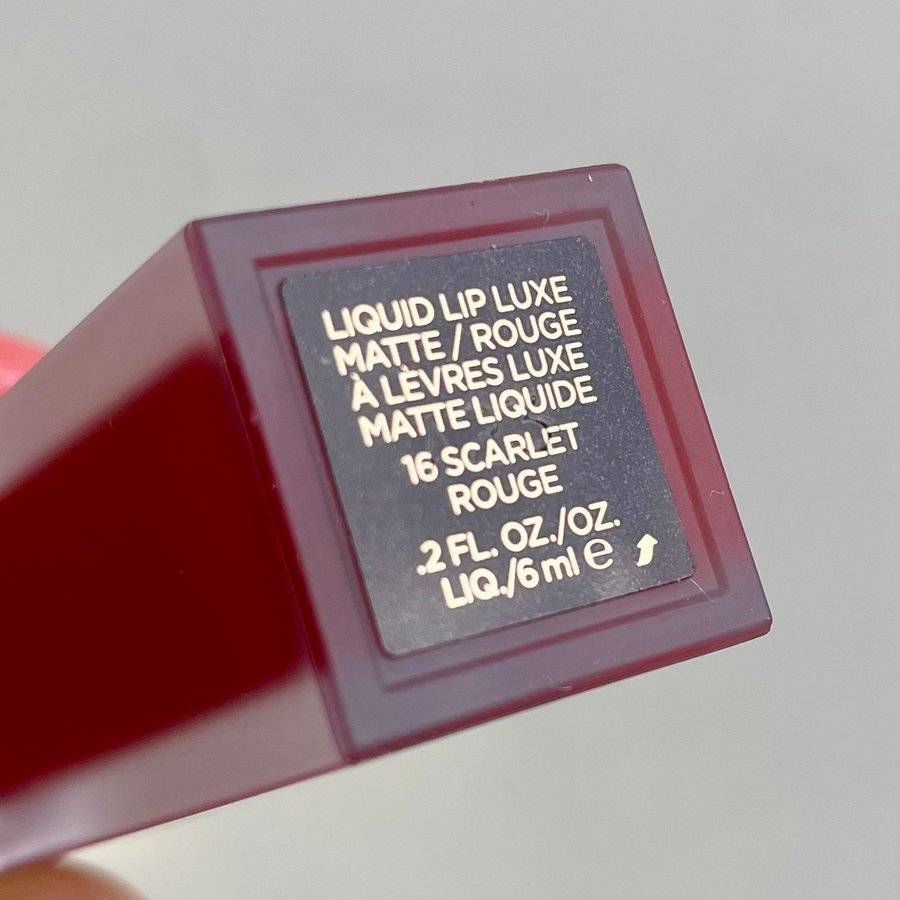 LIQUID LIP LUXE
MATTE / ROUGE
À LÈVRES LUXE
MATTE LIQUIDE
16 SCARLET
ROUGE
.2 FL. OZ./OZ.
LIQ./6 ml ℮